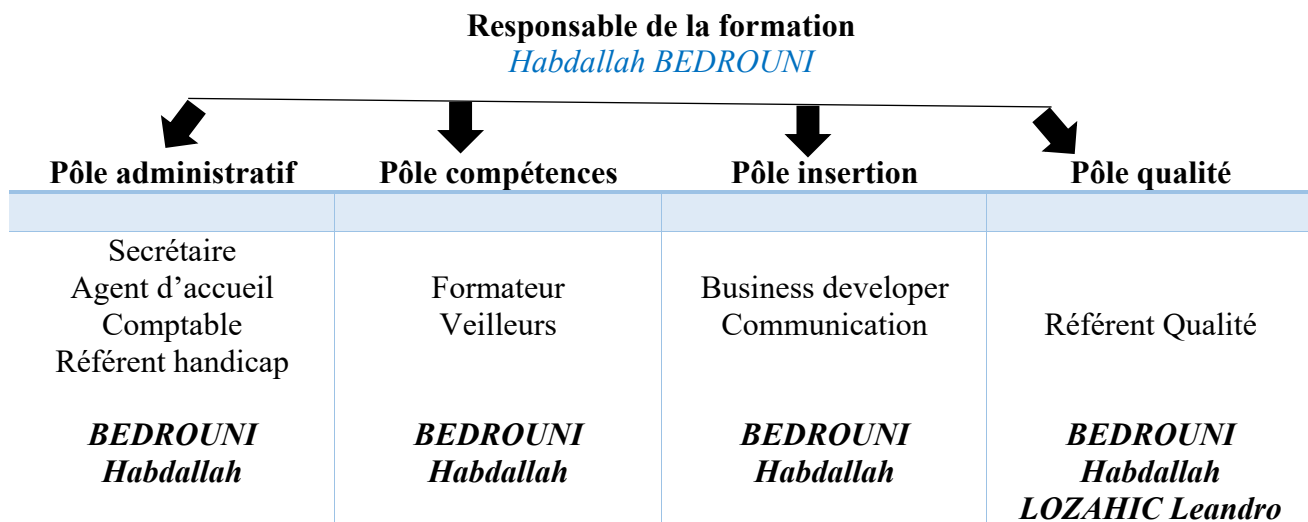 Responsable de la formation
Habdallah BEDROUNI
Pôle administratif
Pôle compétences
Pôle insertion
Pôle qualité
Secrétaire
Agent d'accueil
Comptable
Référent handicap
Formateur
Veilleurs
Business developer
Communication
Référent Qualité
BEDROUNI
Habdallah
BEDROUNI
Habdallah
BEDROUNI
Habdallah
BEDROUNI
Habdallah
LOZAHIC Leandro